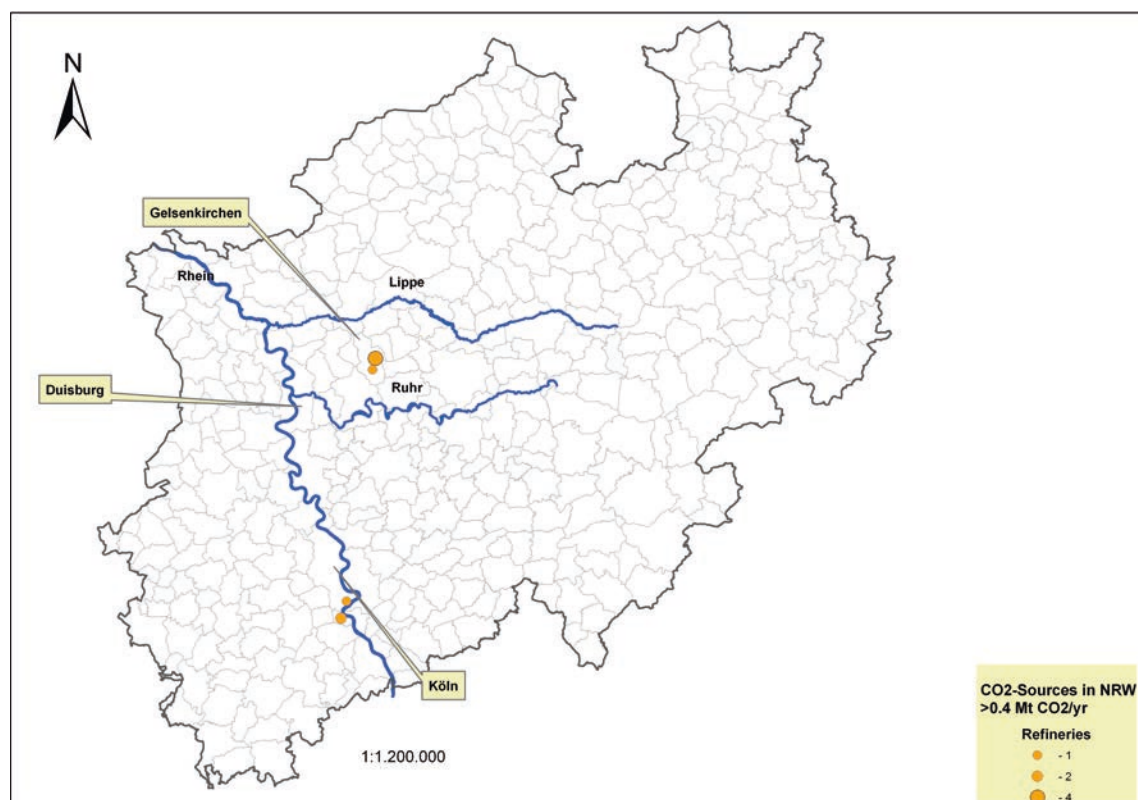 N
Gelsenkirchen
Rhein
Lippe
Duisburg
Ruhr
Köln
1:1.200.000
CO2-Sources in NRW
>0.4 Mt CO2/yr
Refineries
- 1
- 2
- 4